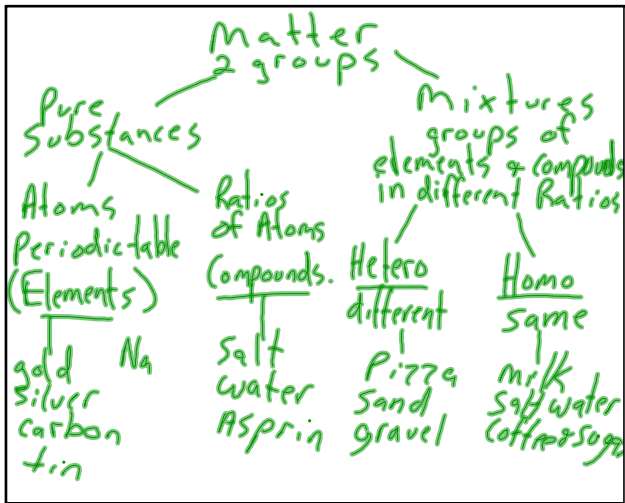 Matter
2 groups
Pure
substances
Mixtures
groups of
elements & compounds
in different Ratios
Atoms
Periodic table
(Elements)
gold
silver
carbon
tin
Na
Ratios
of Atoms
Compounds.
Salt
water
Asprin
Hetero
different
Pizza
sand
gravel
Homo
same
milk
Salt water
Coffee & Sugar